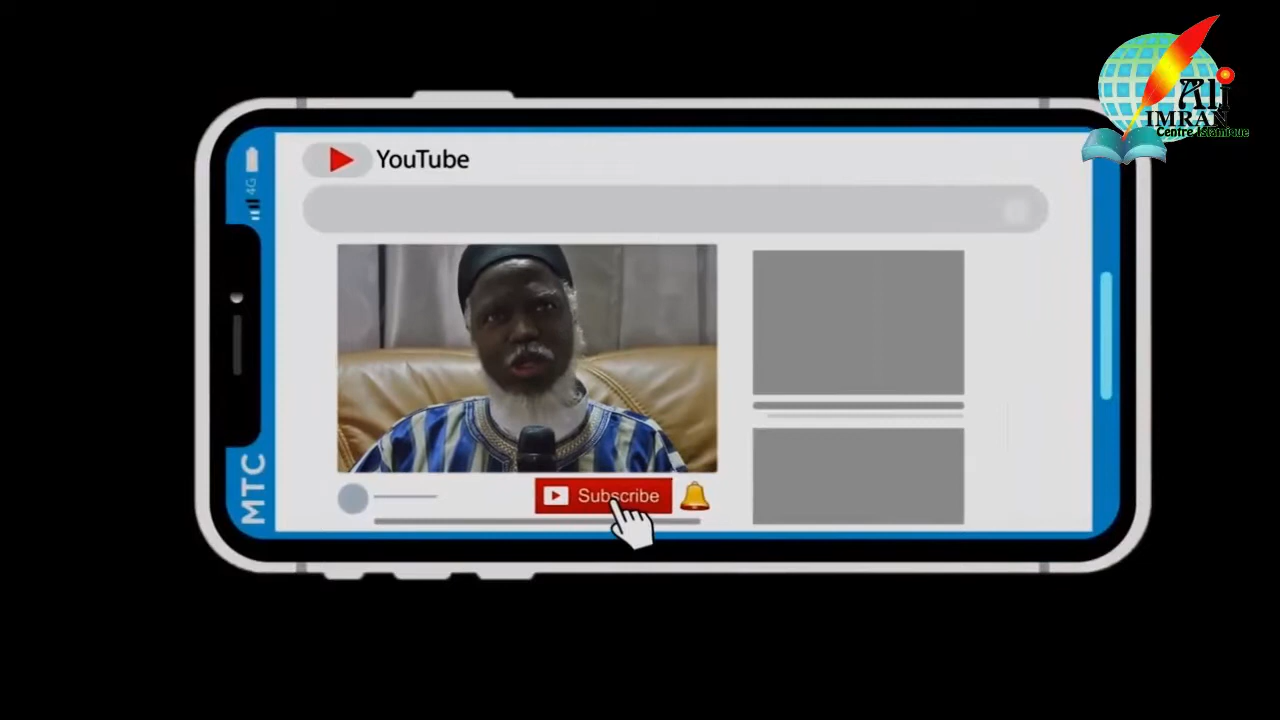 Ali
IMRAN
Centre Islamique
YouTube
4G
MTC
Subscribe